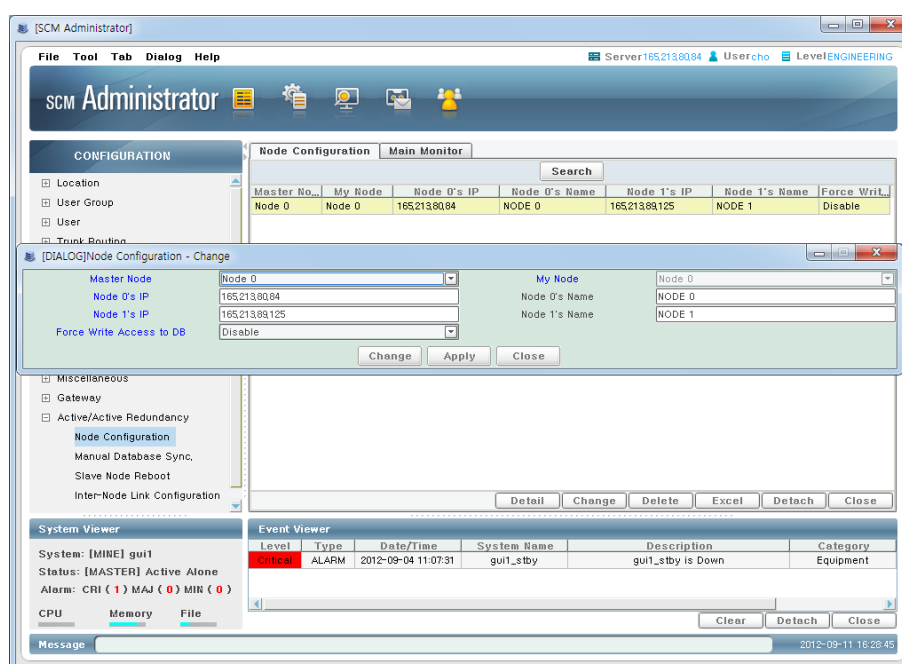 [SCM Administrator]
File Tool Tab Dialog Help
Server165,213,80,84 Usercho LevelENGINEERING
SCM Administrator
CONFIGURATION
Location
User Group
User
Trunk Routing
Node Configuration Main Monitor
Search
Master No... My Node Node 0's IP Node 0's Name Node 1's IP Node 1's Name Force Writ...
Node 0 Node 0 165,213,80,84 NODE 0 165,213,89,125 NODE 1 Disable
[DIALOG]Node Configuration - Change
Master Node Node 0 My Node Node 0
Node 0's IP 165,213,80,84 Node 0's Name NODE 0
Node 1's IP 165,213,89,125 Node 1's Name NODE 1
Force Write Access to DB Disable
Change Apply Close
Miscellaneous
Gateway
Active/Active Redundancy
Node Configuration
Manual Database Sync,
Slave Node Reboot
Inter-Node Link Configuration
Detail Change Delete Excel Detach Close
System Viewer
System: [MINE] gui1
Status: [MASTER] Active Alone
Alarm: CRI ( 1 ) MAJ ( 0 ) MIN ( 0 )
CPU Memory File
Event Viewer
Level Type Date/Time System Name Description Category
Critical ALARM 2012-09-04 11:07:31 gui1_stby gui1_stby is Down Equipment
Clear Detach Close
Message
2012-09-11 16:28:45